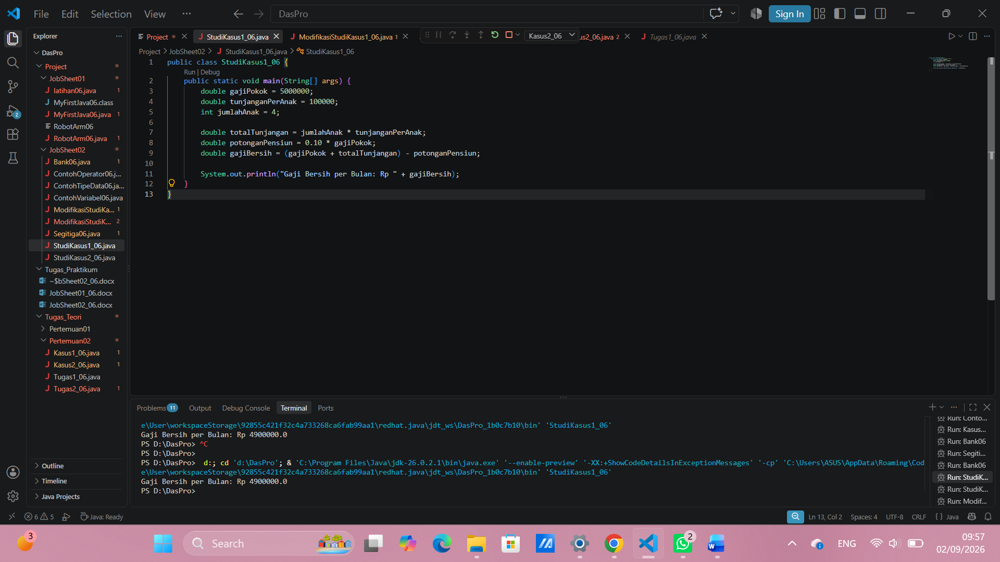 File Edit Selection View ··· DasPro Sign In
Explorer ···
DasPro
Project
JobSheet01
latihan06.java 1
MyFirstJava06.class
MyFirstJava06.java 1
RobotArm06
RobotArm06.java 1
JobSheet02
Bank06.java 1
ContohOperator06.j...
ContohTipeData06.ja...
ContohVariabel06.java
ModifikasiStudiKa... 1
ModifikasiStudiK... 2
Segitiga06.java 1
StudiKasus1_06.java
StudiKasus2_06.java
Tugas_Praktikum
~$bSheet02_06.docx
JobSheet01_06.docx
JobSheet02_06.docx
Tugas_Teori
Pertemuan01
Pertemuan02
Kasus1_06.java 1
Kasus2_06.java 1
Tugas1_06.java
Tugas2_06.java 1
Outline
Timeline
Java Projects
2
Project StudiKasus1_06.java ModifikasiStudiKasus1_06.java 1 Kasus2_06 us2_06.java 2 Tugas1_06.java
Project > JobSheet02 > StudiKasus1_06.java > StudiKasus1_06
1 public class StudiKasus1_06 {
Run | Debug
2 public static void main(String[] args) {
3 double gajiPokok = 5000000;
4 double tunjanganPerAnak = 100000;
5 int jumlahAnak = 4;
6
7 double totalTunjangan = jumlahAnak * tunjanganPerAnak;
8 double potonganPensiun = 0.10 * gajiPokok;
9 double gajiBersih = (gajiPokok + totalTunjangan) - potonganPensiun;
10
11 System.out.println("Gaji Bersih per Bulan: Rp " + gajiBersih);
12 }
13 }
Problems 11 Output Debug Console Terminal Ports
e\User\workspaceStorage\92855c421f32c4a733268ca6fab99aa1\redhat.java\jdt_ws\DasPro_1b0c7b10\bin' 'StudiKasus1_06'
Gaji Bersih per Bulan: Rp 4900000.0
PS D:\DasPro> ^C
PS D:\DasPro>
PS D:\DasPro> d:; cd 'd:\DasPro'; & 'C:\Program Files\Java\jdk-26.0.2.1\bin\java.exe' '--enable-preview' '-XX:+ShowCodeDetailsInExceptionMessages' '-cp' 'C:\Users\ASUS\AppData\Roaming\Cod
e\User\workspaceStorage\92855c421f32c4a733268ca6fab99aa1\redhat.java\jdt_ws\DasPro_1b0c7b10\bin' 'StudiKasus1_06'
Gaji Bersih per Bulan: Rp 4900000.0
PS D:\DasPro>
Run: Conto...
Run: Kasus...
Run: Bank06
Run: Segiti...
Run: Bank06
Run: StudiK...
Run: StudiK...
Run: Modif...
6 5 Java: Ready Ln 13, Col 2 Spaces: 4 UTF-8 CRLF {} Java
3 Search 2 ENG 09:57
02/09/2026